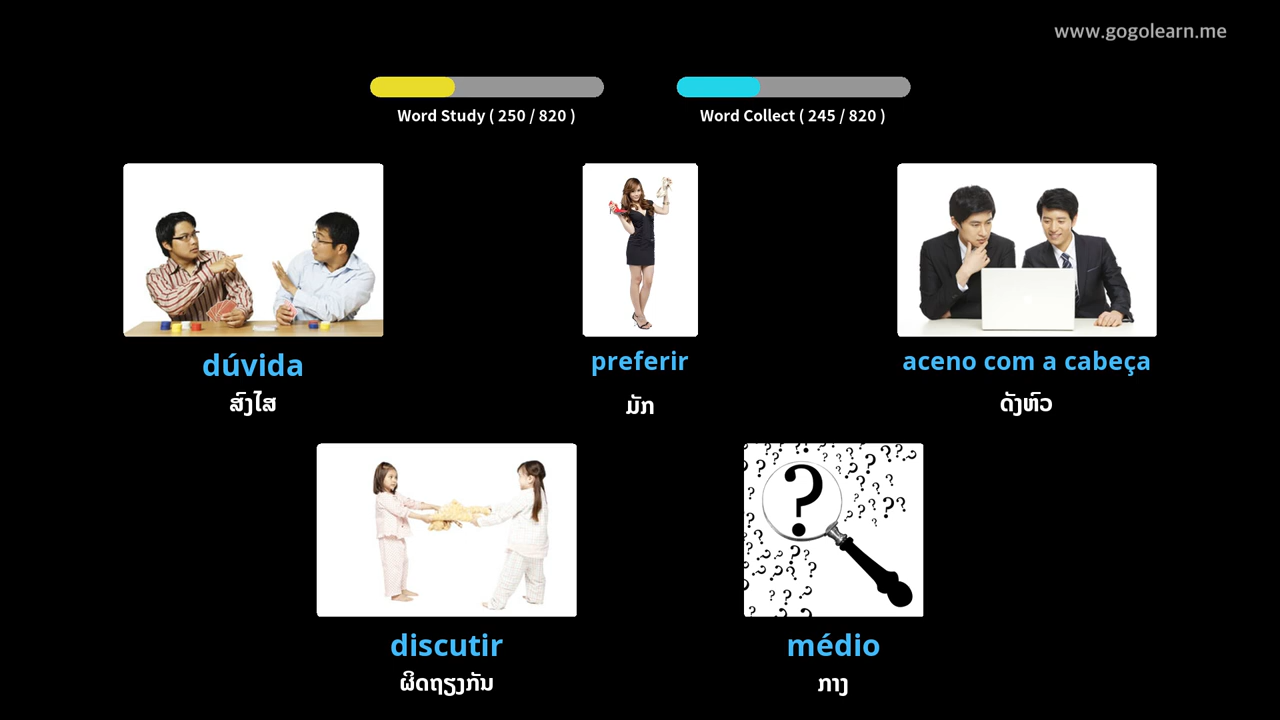 www.gogolearn.me
Word Study ( 250 / 820 )
Word Collect ( 245 / 820 )
dúvida
ສົງໄສ
preferir
ມັກ
aceno com a cabeça
ດັງຫົວ
discutir
ຜິດຖຽງກັນ
médio
ກາງ